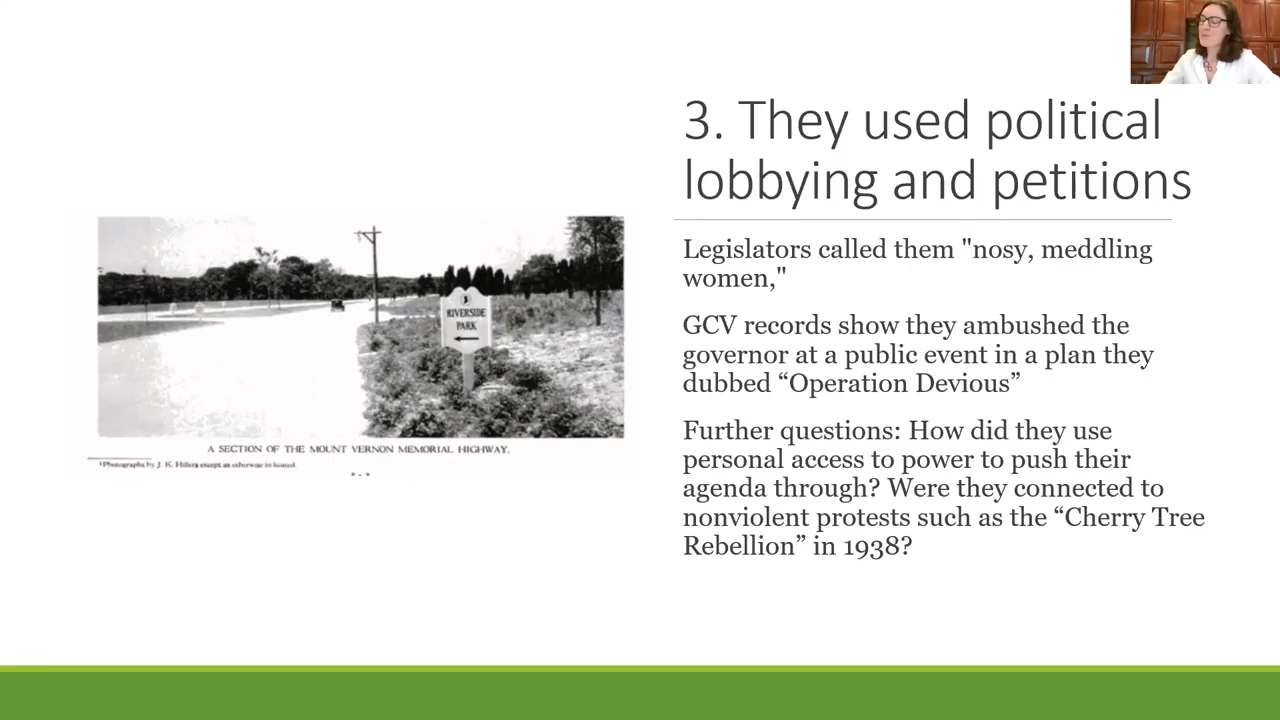 3. They used political
lobbying and petitions
Legislators called them "nosy, meddling
women,"
GCV records show they ambushed the
governor at a public event in a plan they
dubbed “Operation Devious”
Further questions: How did they use
personal access to power to push their
agenda through? Were they connected to
nonviolent protests such as the “Cherry Tree
Rebellion” in 1938?
RIVERSIDE
PARK
A SECTION OF THE MOUNT VERNON MEMORIAL HIGHWAY.
Photographs by J. K. Hillers except as otherwise credited.